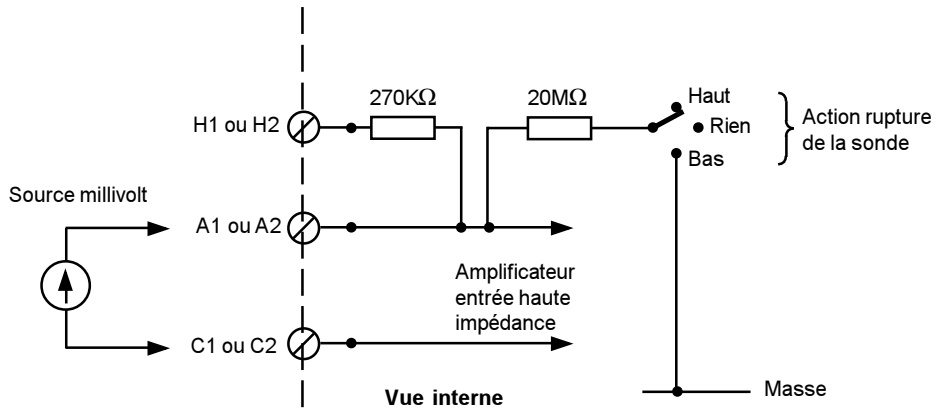 270KΩ
20MΩ
Haut
H1 ou H2
Rien
Action rupture
de la sonde
Bas
Source millivolt
A1 ou A2
Amplificateur
entrée haute
impédance
C1 ou C2
Vue interne
Masse